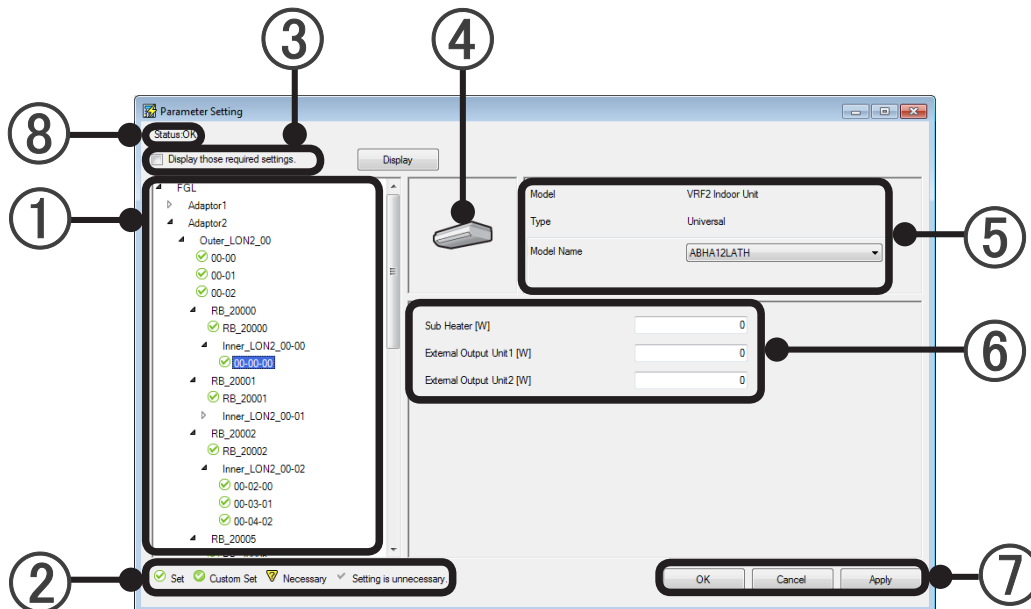 ③
④
Parameter Setting
⑧
Status:OK
Display those required settings.
Display
①
FGL
Adaptor1
Adaptor2
Outer_LON2_00
00-00
00-01
00-02
RB_20000
RB_20000
Inner_LON2_00-00
00-00-00
RB_20001
RB_20001
Inner_LON2_00-01
RB_20002
RB_20002
Inner_LON2_00-02
00-02-00
00-03-01
00-04-02
RB_20005
Model VRF2 Indoor Unit
Type Universal
Model Name ABHA12LATH
⑤
Sub Heater [W] 0
External Output Unit1 [W] 0
External Output Unit2 [W] 0
⑥
②
Set Custom Set Necessary Setting is unnecessary.
OK Cancel Apply
⑦